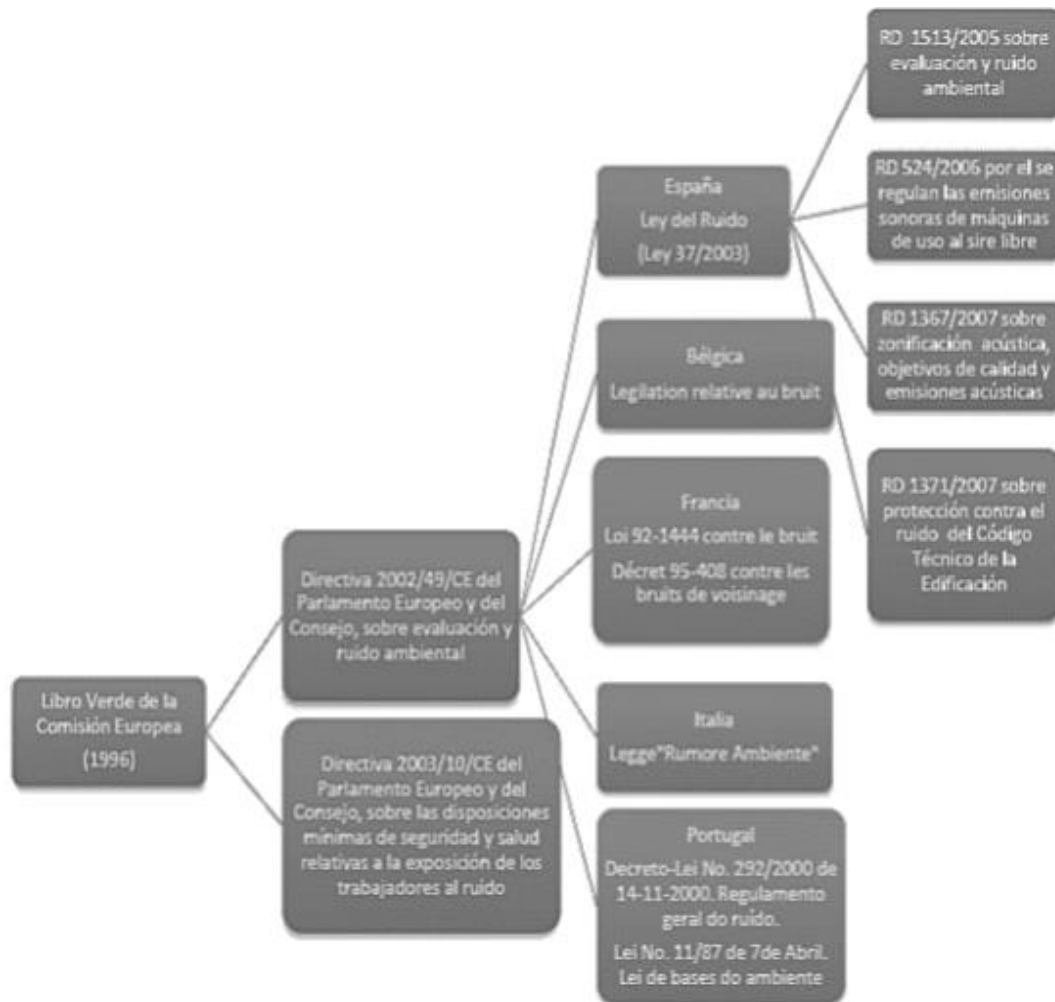 Libro Verde de la
Comisión Europea
(1996)
Directiva 2002/49/CE del
Parlamento Europeo y del
Consejo, sobre evaluación y
ruido ambiental
Directiva 2003/10/CE del
Parlamento Europeo y del
Consejo, sobre las disposiciones
mínimas de seguridad y salud
relativas a la exposición de los
trabajadores al ruido
España
Ley del Ruido
(Ley 37/2003)
Bélgica
Legilation relative au bruit
Francia
Loi 92-1444 contre le bruit
Décret 95-408 contre les
bruits de voisinage
Italia
Legge"Rumore Ambiente"
Portugal
Decreto-Lei No. 292/2000 de
14-11-2000. Regulamento
geral do ruído.
Lei No. 11/87 de 7de Abril.
Lei de bases do ambiente
RD 1513/2005 sobre
evaluación y ruido
ambiental
RD 524/2006 por el se
regulan las emisiones
sonoras de máquinas
de uso al sire libre
RD 1367/2007 sobre
zonificación acústica,
objetivos de calidad y
emisiones acústicas
RD 1371/2007 sobre
protección contra el
ruido del Código
Técnico de la
Edificación